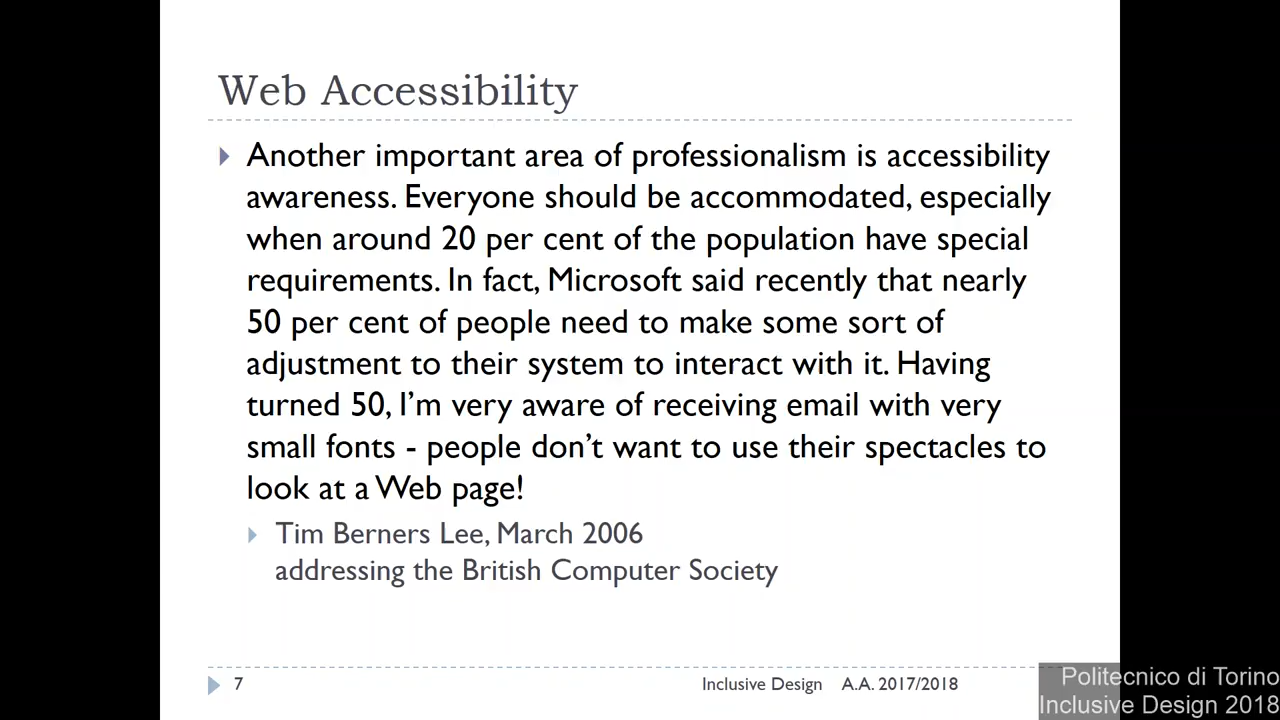 Web Accessibility
Another important area of professionalism is accessibility
awareness. Everyone should be accommodated, especially
when around 20 per cent of the population have special
requirements. In fact, Microsoft said recently that nearly
50 per cent of people need to make some sort of
adjustment to their system to interact with it. Having
turned 50, I'm very aware of receiving email with very
small fonts - people don't want to use their spectacles to
look at a Web page!
Tim Berners Lee, March 2006
addressing the British Computer Society
7 Inclusive Design A.A. 2017/2018
Politecnico di Torino
Inclusive Design 2018